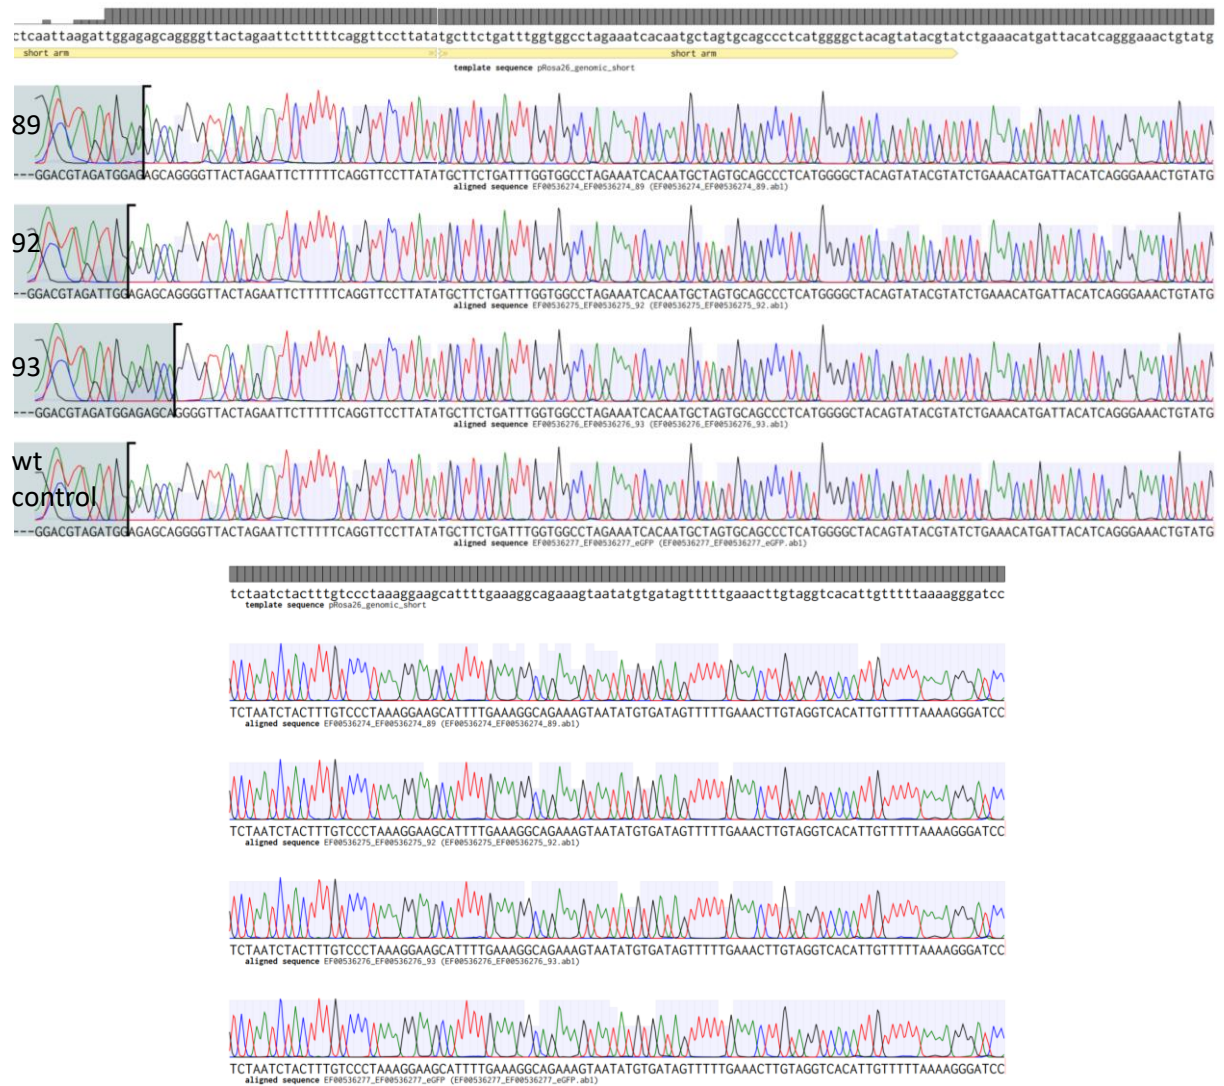 ctcaattaagattggagagcaggggttactagaattctttttcaggttccttatatgcttctgatttggtggcctagaaatcacaatgctagtgcagccctcatggggctacagtatacgtatctgaaacatgattacatcagggaaactgtatg
short arm short arm
template sequence pRosa26_genomic_short
89
---GGACGTAGATGGAGAGCAGGGGTTACTAGAATTCTTTTTCAGGTTCCTTATATGCTTCTGATTTGGTGGCCTAGAAATCACAATGCTAGTGCAGCCCTCATGGGGCTACAGTATACGTATCTGAAACATGATTACATCAGGGAAACTGTATG
aligned sequence EF00536274_EF00536274_89 (EF00536274_EF00536274_89.ab1)
92
--GGACGTAGATTGGAGAGCAGGGGTTACTAGAATTCTTTTTCAGGTTCCTTATATGCTTCTGATTTGGTGGCCTAGAAATCACAATGCTAGTGCAGCCCTCATGGGGCTACAGTATACGTATCTGAAACATGATTACATCAGGGAAACTGTATG
aligned sequence EF00536275_EF00536275_92 (EF00536275_EF00536275_92.ab1)
93
---GGACGTAGATGGAGAGCAGGGGTTACTAGAATTCTTTTTCAGGTTCCTTATATGCTTCTGATTTGGTGGCCTAGAAATCACAATGCTAGTGCAGCCCTCATGGGGCTACAGTATACGTATCTGAAACATGATTACATCAGGGAAACTGTATG
aligned sequence EF00536276_EF00536276_93 (EF00536276_EF00536276_93.ab1)
wt
control
---GGACGTAGATGGAGAGCAGGGGTTACTAGAATTCTTTTTCAGGTTCCTTATATGCTTCTGATTTGGTGGCCTAGAAATCACAATGCTAGTGCAGCCCTCATGGGGCTACAGTATACGTATCTGAAACATGATTACATCAGGGAAACTGTATG
aligned sequence EF00536277_EF00536277_eGFP (EF00536277_EF00536277_eGFP.ab1)
tctaatctactttgtccctaaaggaagcattttgaaaggcagaaagtaatatgtgatagtttttgaaacttgtaggtcacattgtttttaaaagggatcc
template sequence pRosa26_genomic_short
TCTAATCTACTTTGTCCCTAAAGGAAGCATTTTGAAAGGCAGAAAGTAATATGTGATAGTTTTTGAAACTTGTAGGTCACATTGTTTTTAAAAGGGATCC
aligned sequence EF00536274_EF00536274_89 (EF00536274_EF00536274_89.ab1)
TCTAATCTACTTTGTCCCTAAAGGAAGCATTTTGAAAGGCAGAAAGTAATATGTGATAGTTTTTGAAACTTGTAGGTCACATTGTTTTTAAAAGGGATCC
aligned sequence EF00536275_EF00536275_92 (EF00536275_EF00536275_92.ab1)
TCTAATCTACTTTGTCCCTAAAGGAAGCATTTTGAAAGGCAGAAAGTAATATGTGATAGTTTTTGAAACTTGTAGGTCACATTGTTTTTAAAAGGGATCC
aligned sequence EF00536276_EF00536276_93 (EF00536276_EF00536276_93.ab1)
TCTAATCTACTTTGTCCCTAAAGGAAGCATTTTGAAAGGCAGAAAGTAATATGTGATAGTTTTTGAAACTTGTAGGTCACATTGTTTTTAAAAGGGATCC
aligned sequence EF00536277_EF00536277_eGFP (EF00536277_EF00536277_eGFP.ab1)